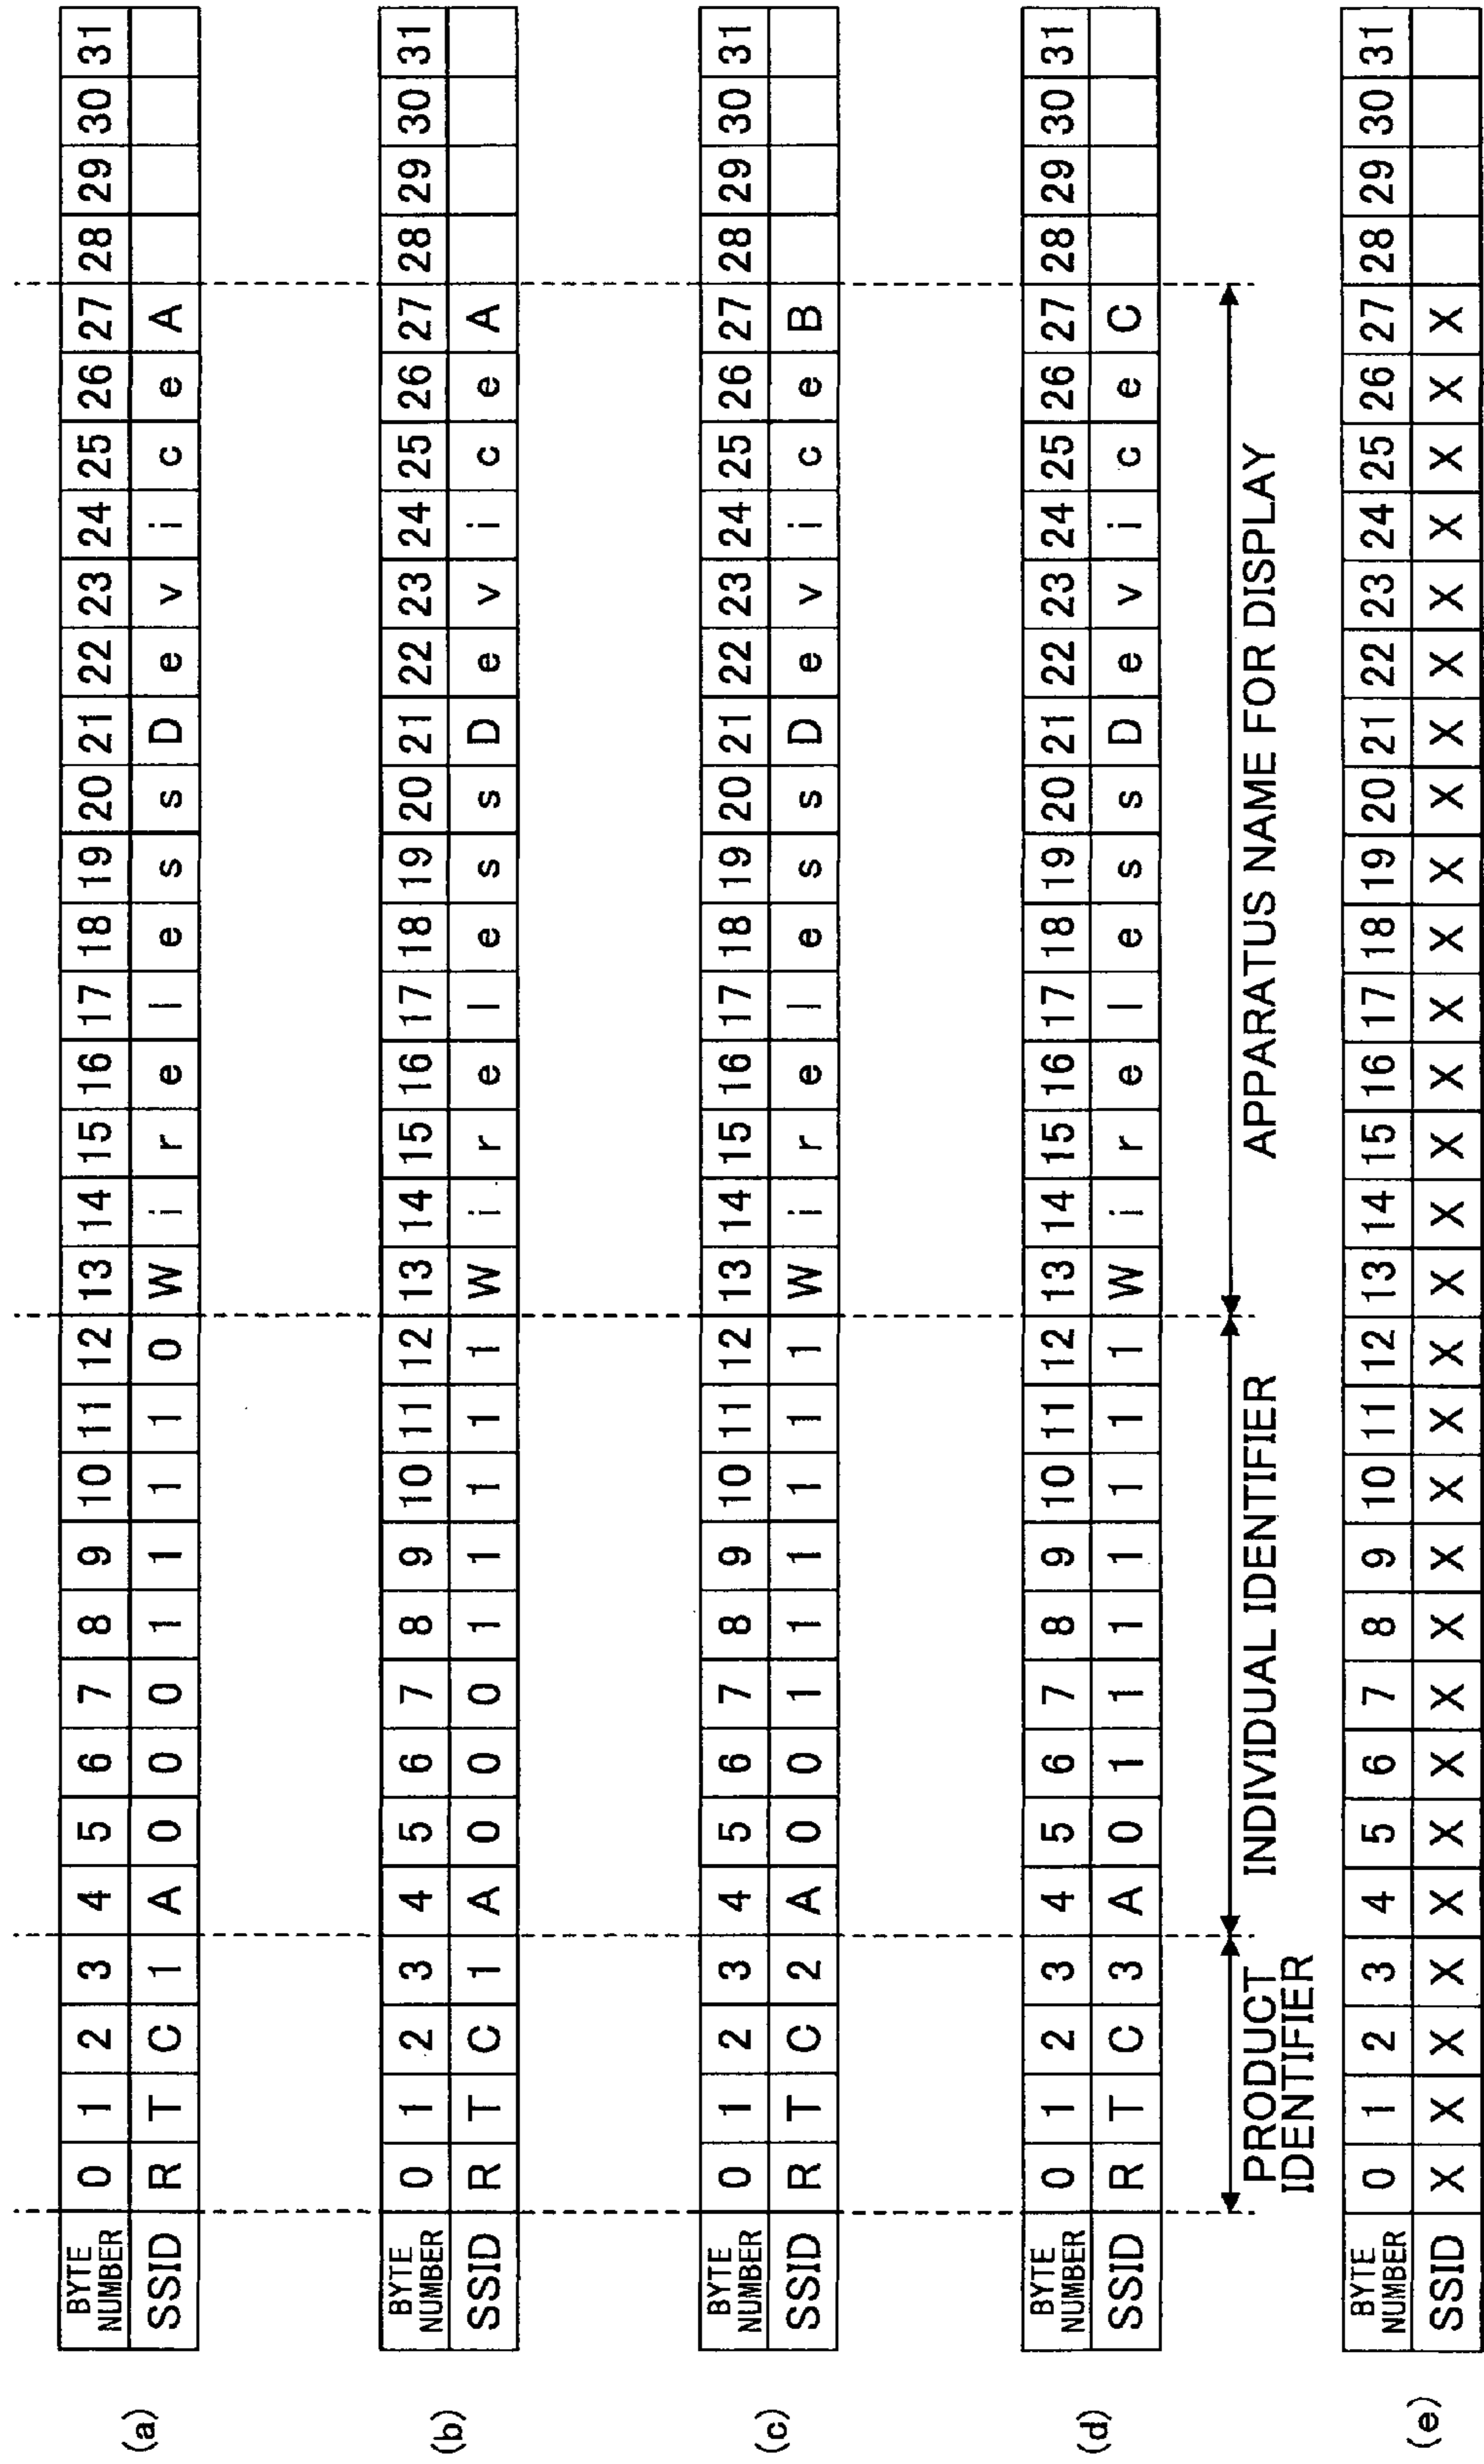 (a)
BYTE NUMBER 0 1 2 3 4 5 6 7 8 9 10 11 12 13 14 15 16 17 18 19 20 21 22 23 24 25 26 27 28 29 30 31
SSID R T C 1 A 0 0 0 1 1 1 1 0 W i r e l e s s D e v i c e A
(b)
BYTE NUMBER 0 1 2 3 4 5 6 7 8 9 10 11 12 13 14 15 16 17 18 19 20 21 22 23 24 25 26 27 28 29 30 31
SSID R T C 1 A 0 0 0 1 1 1 1 1 W i r e l e s s D e v i c e A
(c)
BYTE NUMBER 0 1 2 3 4 5 6 7 8 9 10 11 12 13 14 15 16 17 18 19 20 21 22 23 24 25 26 27 28 29 30 31
SSID R T C 2 A 0 0 1 1 1 1 1 1 W i r e l e s s D e v i c e B
(d)
BYTE NUMBER 0 1 2 3 4 5 6 7 8 9 10 11 12 13 14 15 16 17 18 19 20 21 22 23 24 25 26 27 28 29 30 31
SSID R T C 3 A 0 1 1 1 1 1 1 1 W i r e l e s s D e v i c e C
PRODUCT
IDENTIFIER
INDIVIDUAL IDENTIFIER
APPARATUS NAME FOR DISPLAY
(e)
BYTE NUMBER 0 1 2 3 4 5 6 7 8 9 10 11 12 13 14 15 16 17 18 19 20 21 22 23 24 25 26 27 28 29 30 31
SSID X X X X X X X X X X X X X X X X X X X X X X X X X X X X